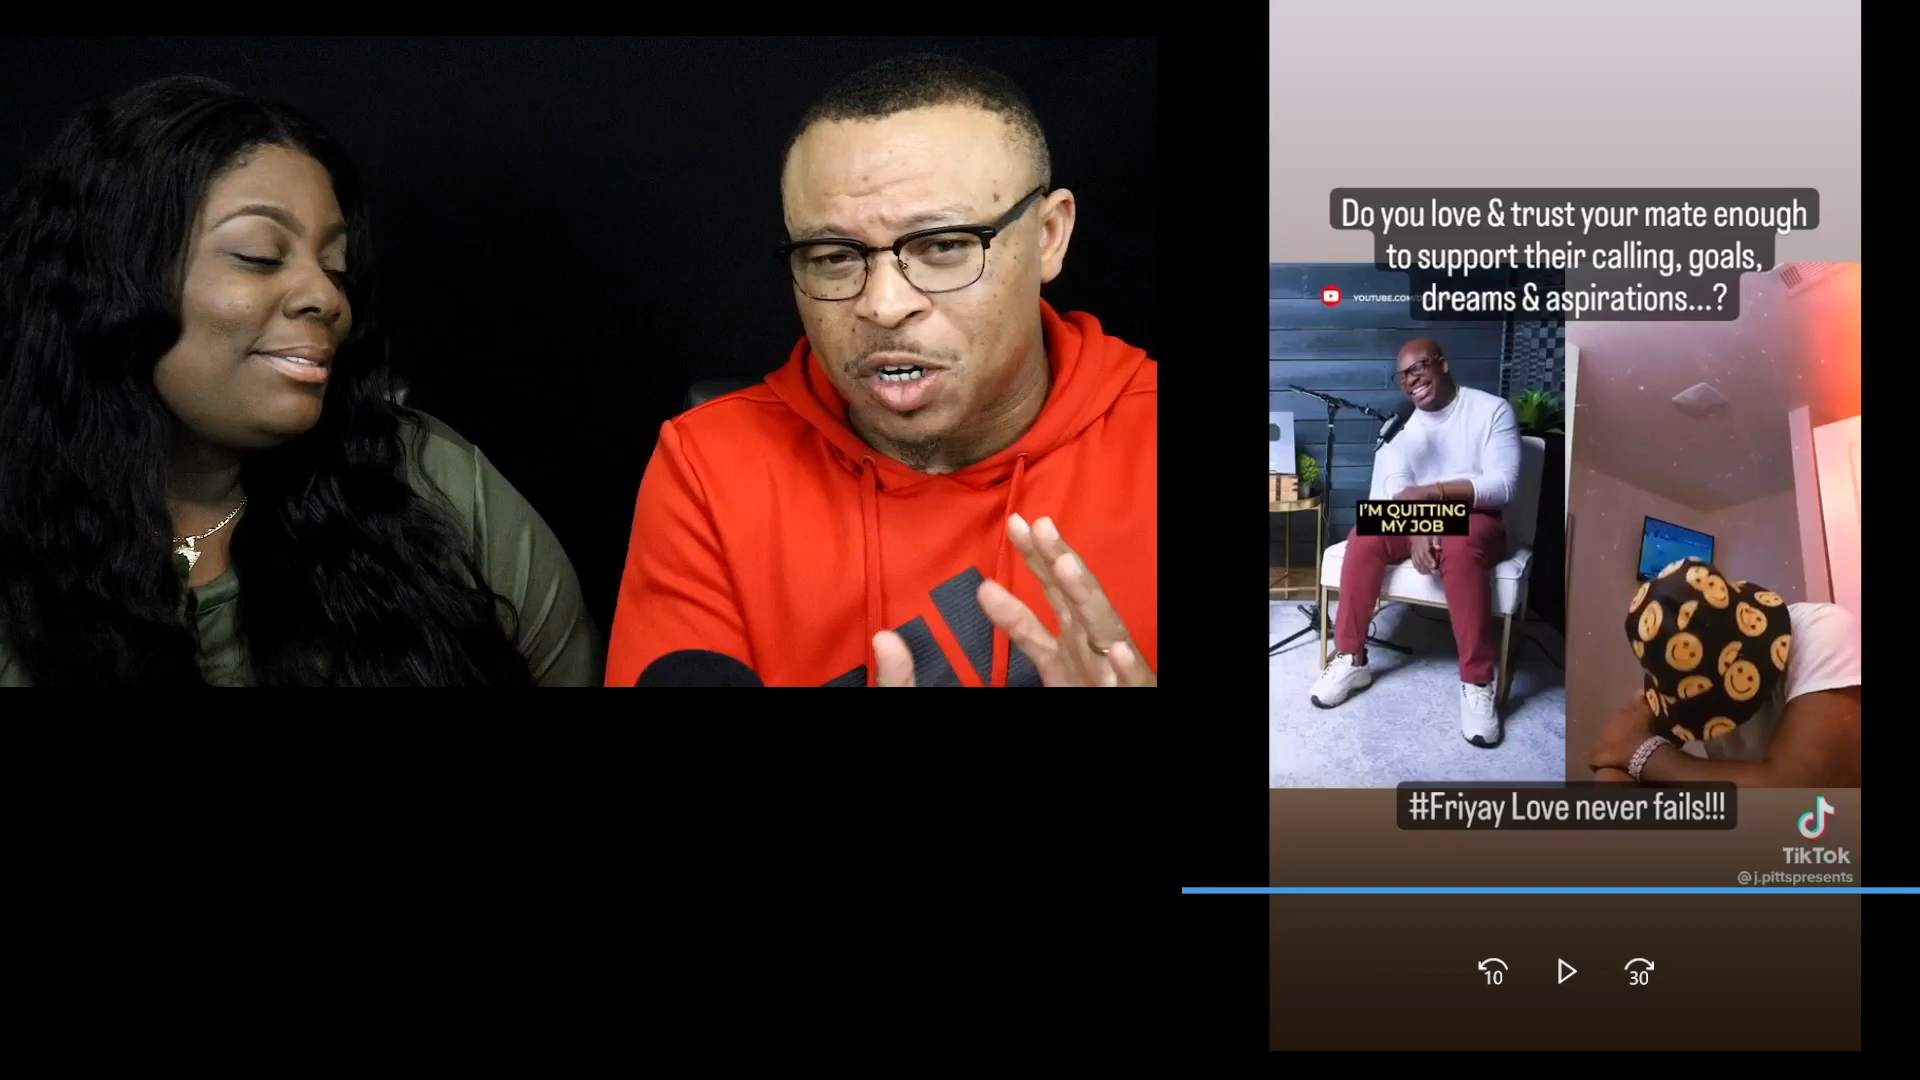 Do you love & trust your mate enough
to support their calling, goals,
dreams & aspirations...?
YOUTUBE.COM
I'M QUITTING
MY JOB
#Friyay Love never fails!!!
TikTok
@j.pittspresents
10
30